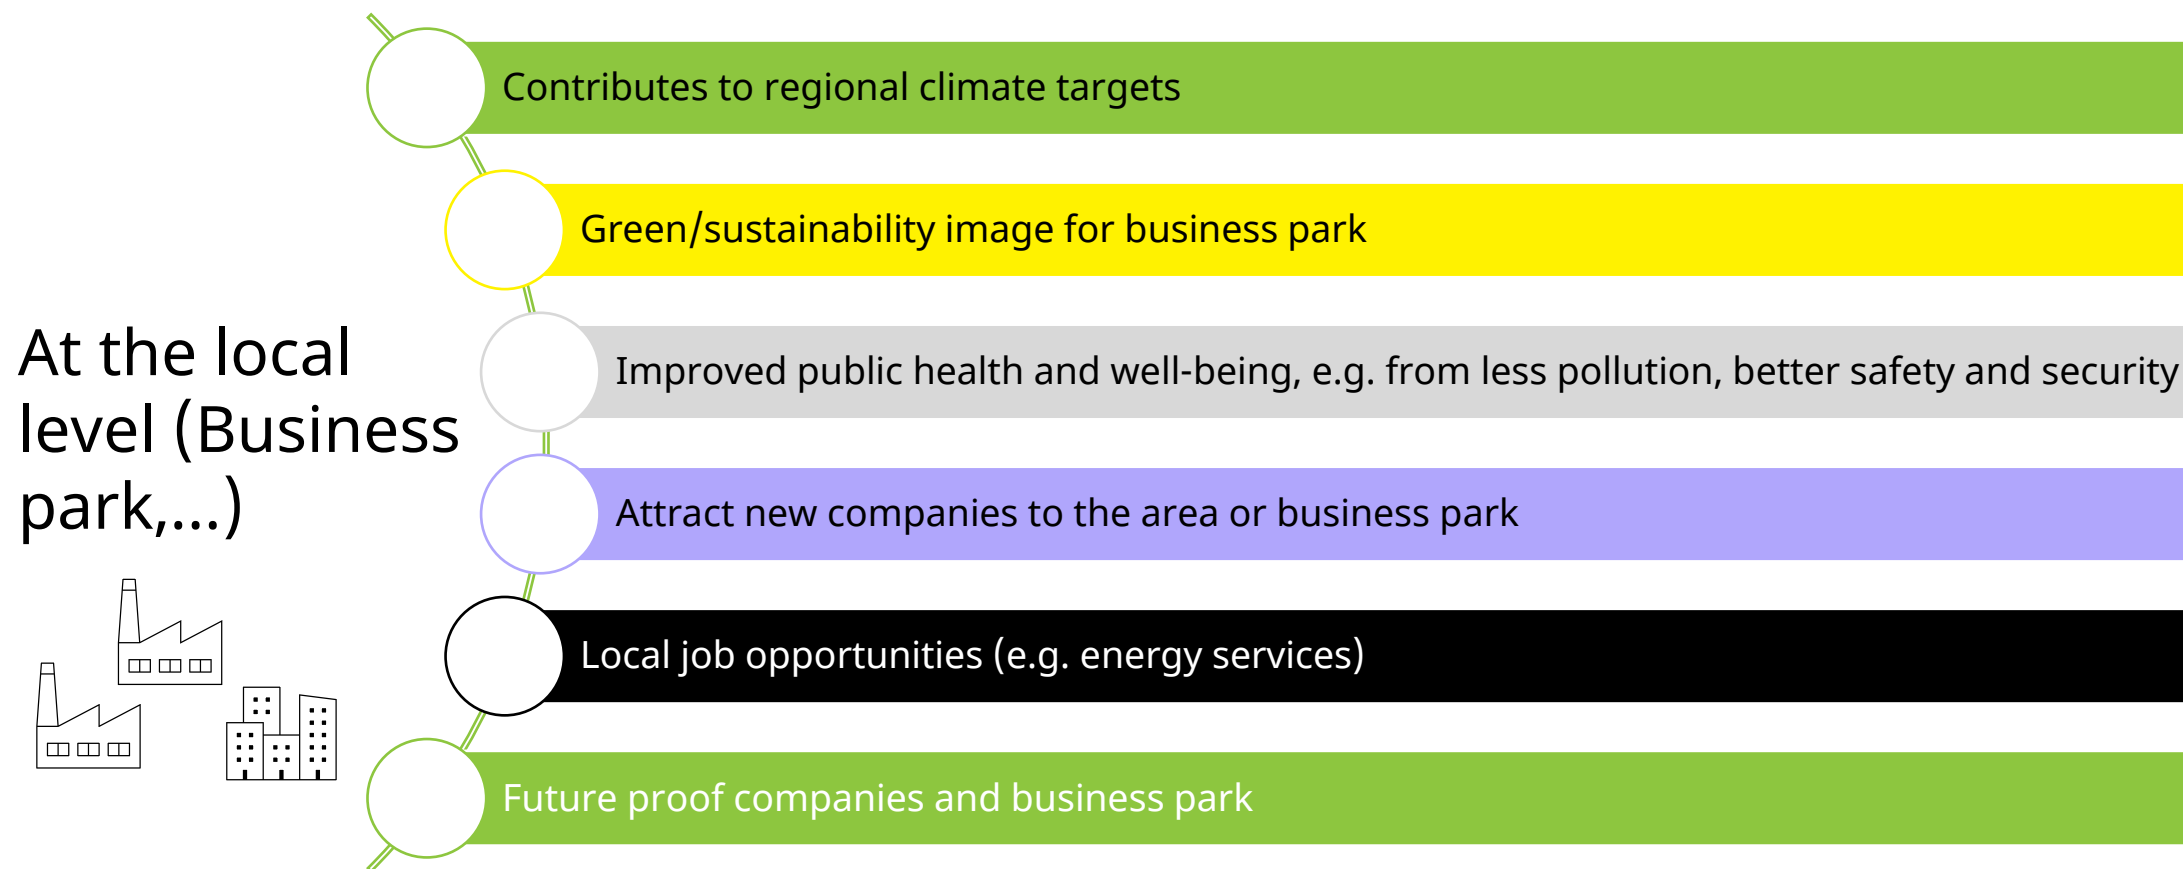 At the local
level (Business
park,...)
Contributes to regional climate targets
Green/sustainability image for business park
Improved public health and well-being, e.g. from less pollution, better safety and security
Attract new companies to the area or business park
Local job opportunities (e.g. energy services)
Future proof companies and business park